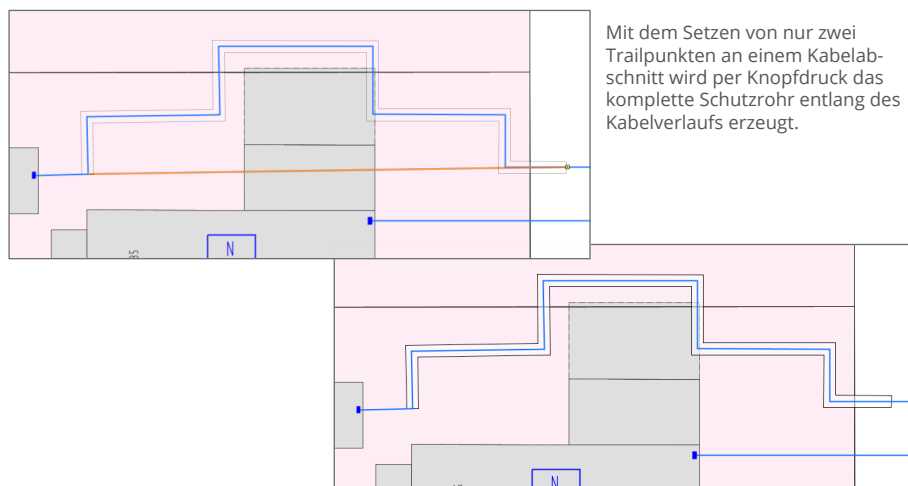 Mit dem Setzen von nur zwei
Trailpunkten an einem Kabelab-
schnitt wird per Knopfdruck das
komplette Schutzrohr entlang des
Kabelverlaufs erzeugt.
N
N